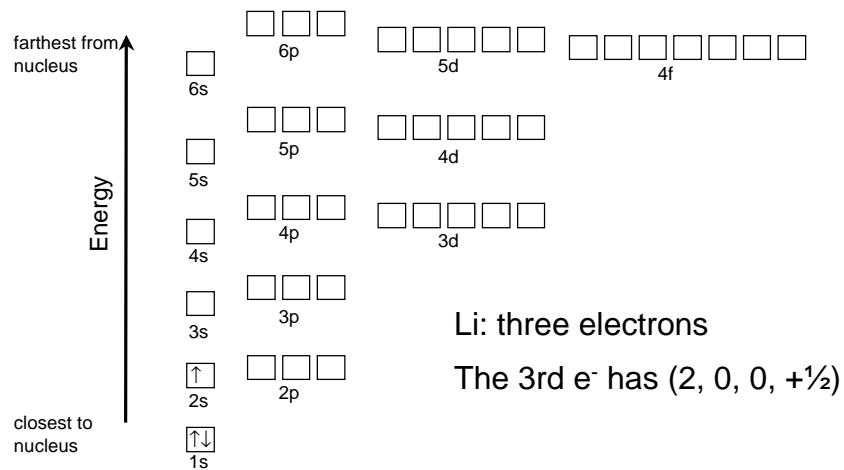 farthest from
nucleus
6p
5d
4f
6s
5p
4d
5s
Energy
4p
3d
4s
3p
3s
Li: three electrons
The 3rd e⁻ has (2, 0, 0, +½)
↑
2s
2p
closest to
nucleus
↑↓
1s